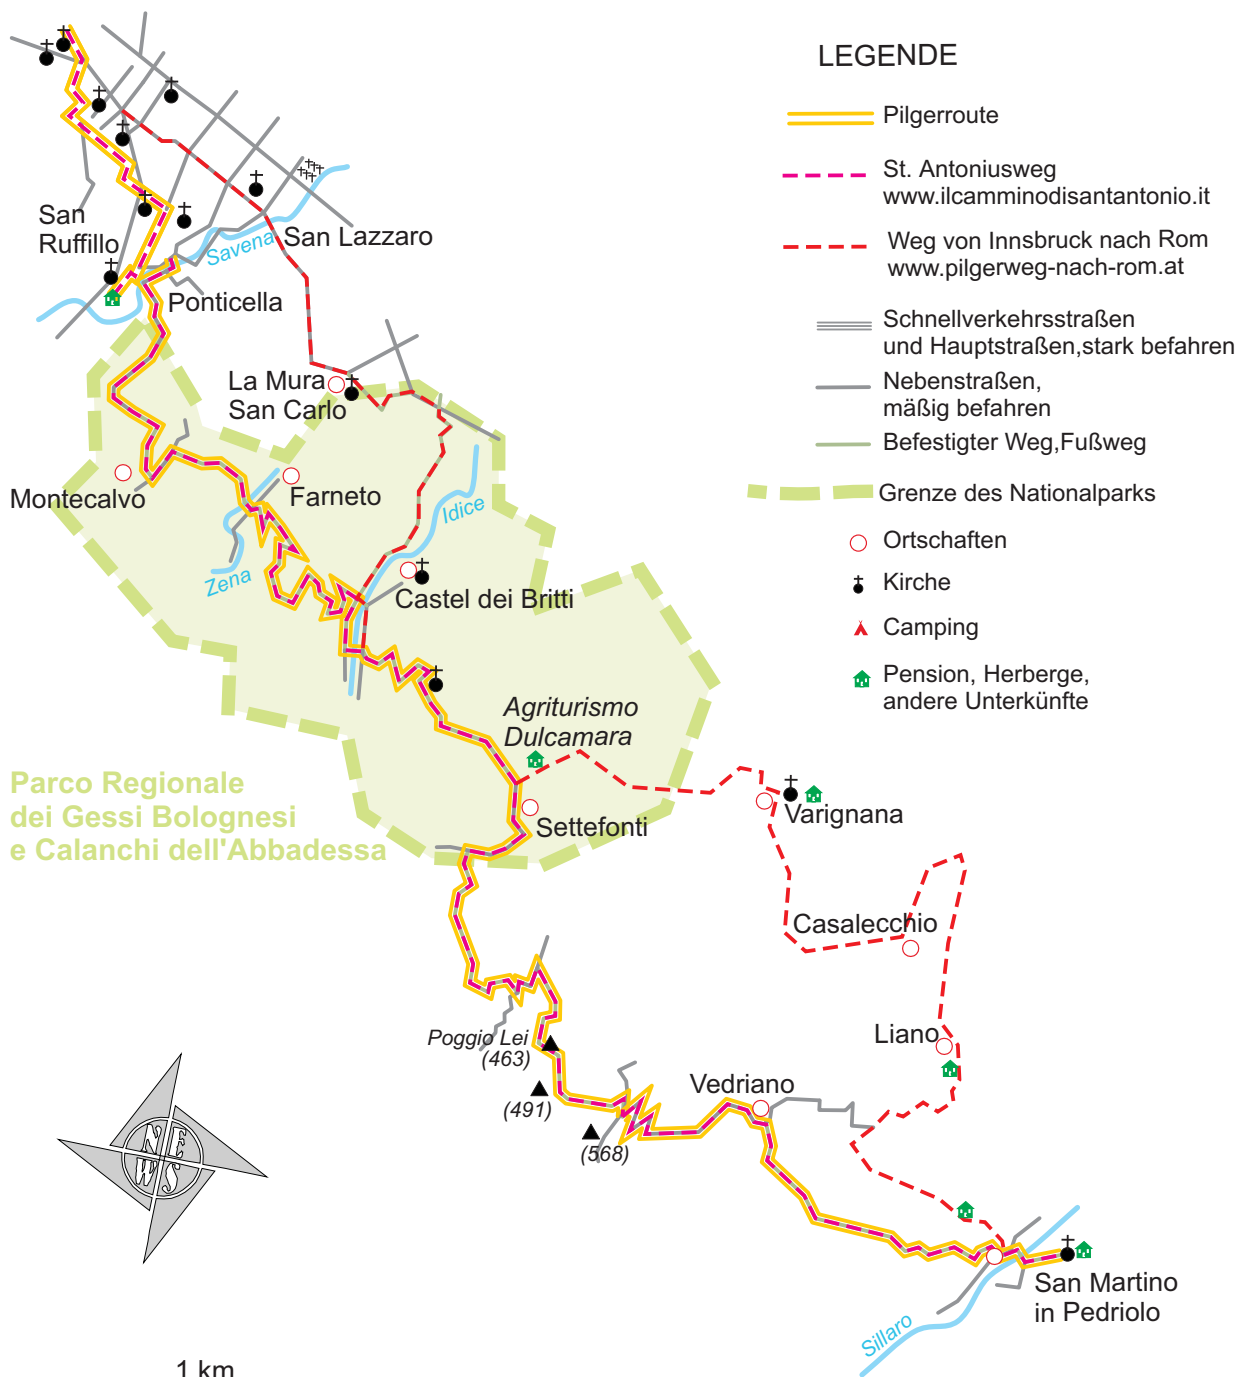 LEGENDE
Pilgerroute
St. Antoniusweg
www.ilcamminodisantantonio.it
Weg von Innsbruck nach Rom
www.pilgerweg-nach-rom.at
Schnellverkehrsstraßen
und Hauptstraßen,stark befahren
Nebenstraßen,
mäßig befahren
Befestigter Weg,Fußweg
Grenze des Nationalparks
Ortschaften
Kirche
Camping
Pension, Herberge,
andere Unterkünfte
San
Ruffillo
Savena
San Lazzaro
Ponticella
La Mura
San Carlo
Montecalvo
Farneto
Idice
Zena
Castel dei Britti
Agriturismo
Dulcamara
Parco Regionale
dei Gessi Bolognesi
e Calanchi dell'Abbadessa
Settefonti
Varignana
Casalecchio
Poggio Lei
(463)
Liano
(491)
Vedriano
(568)
N E
W S
San Martino
in Pedriolo
Sillaro
1 km